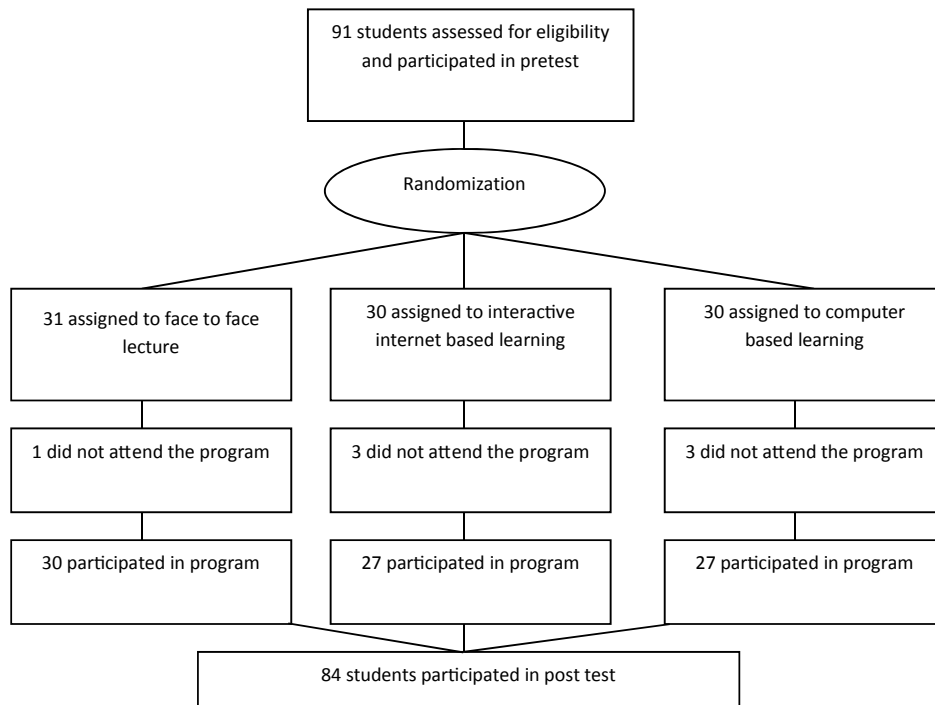 91 students assessed for eligibility
and participated in pretest
Randomization
31 assigned to face to face
lecture
30 assigned to interactive
internet based learning
30 assigned to computer
based learning
1 did not attend the program
3 did not attend the program
3 did not attend the program
30 participated in program
27 participated in program
27 participated in program
84 students participated in post test